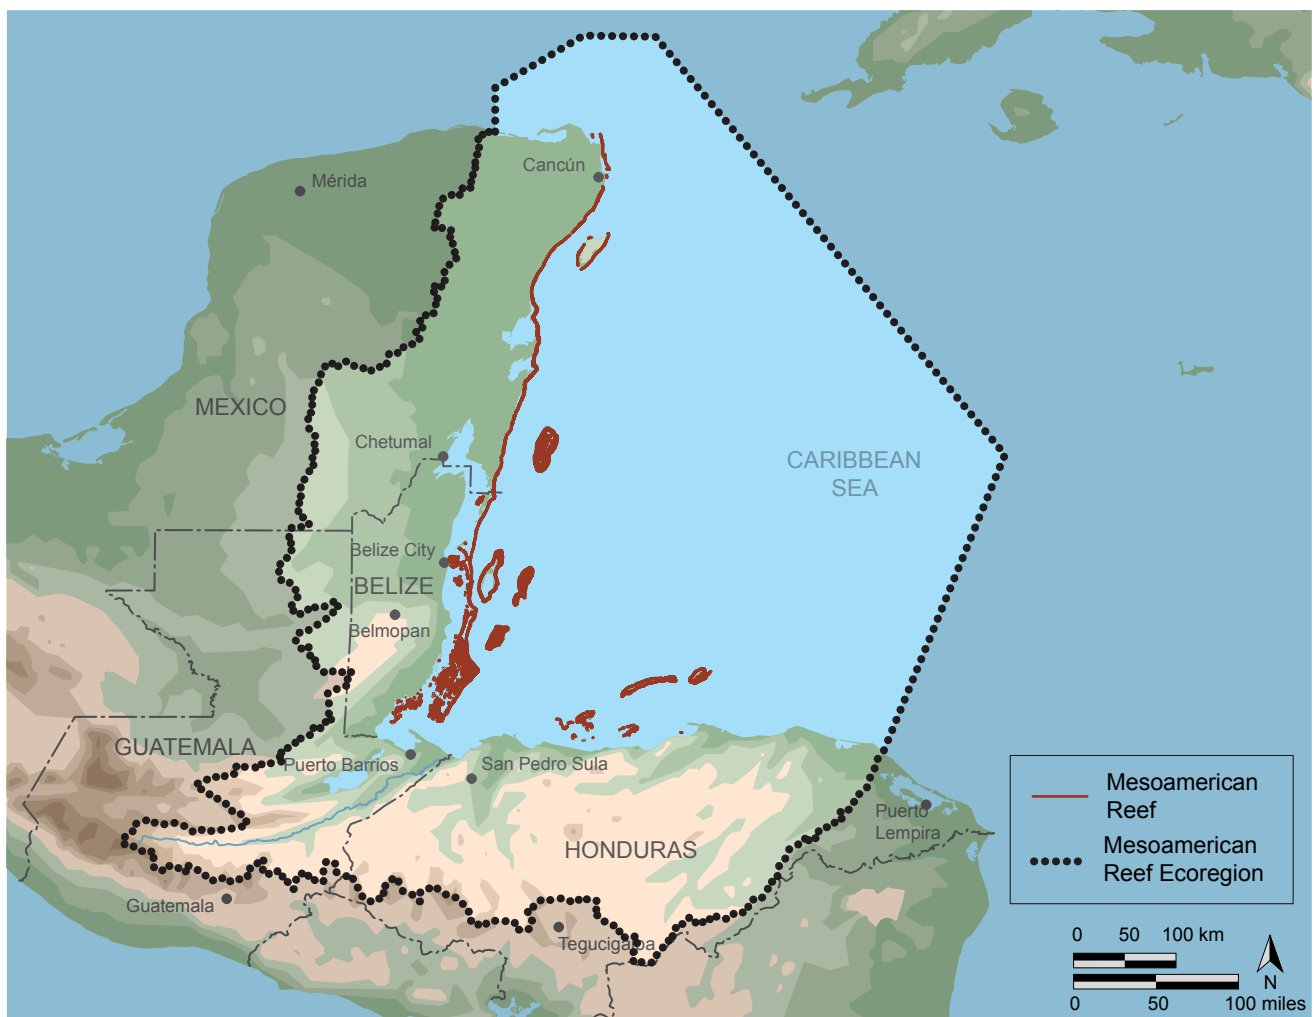 Cancún
Mérida
MEXICO
Chetumal
CARIBBEAN
SEA
Belize City
BELIZE
Belmopan
GUATEMALA
Puerto Barrios
San Pedro Sula
Puerto
Lempira
HONDURAS
Guatemala
Tegucigalpa
Mesoamerican
Reef
Mesoamerican
Reef Ecoregion
0 50 100 km
N
0 50 100 miles